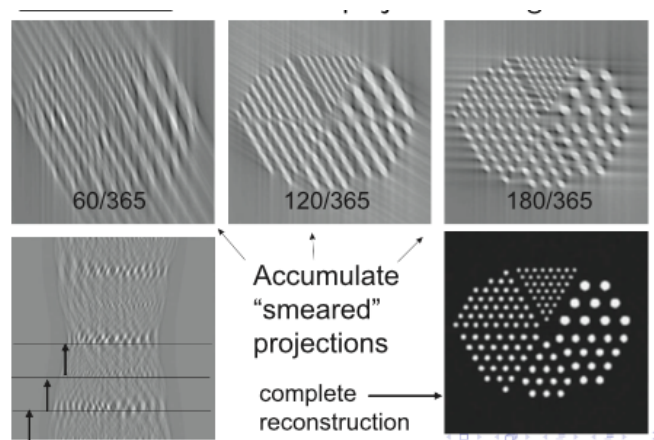 60/365
120/365
180/365
Accumulate
“smeared”
projections
complete
reconstruction